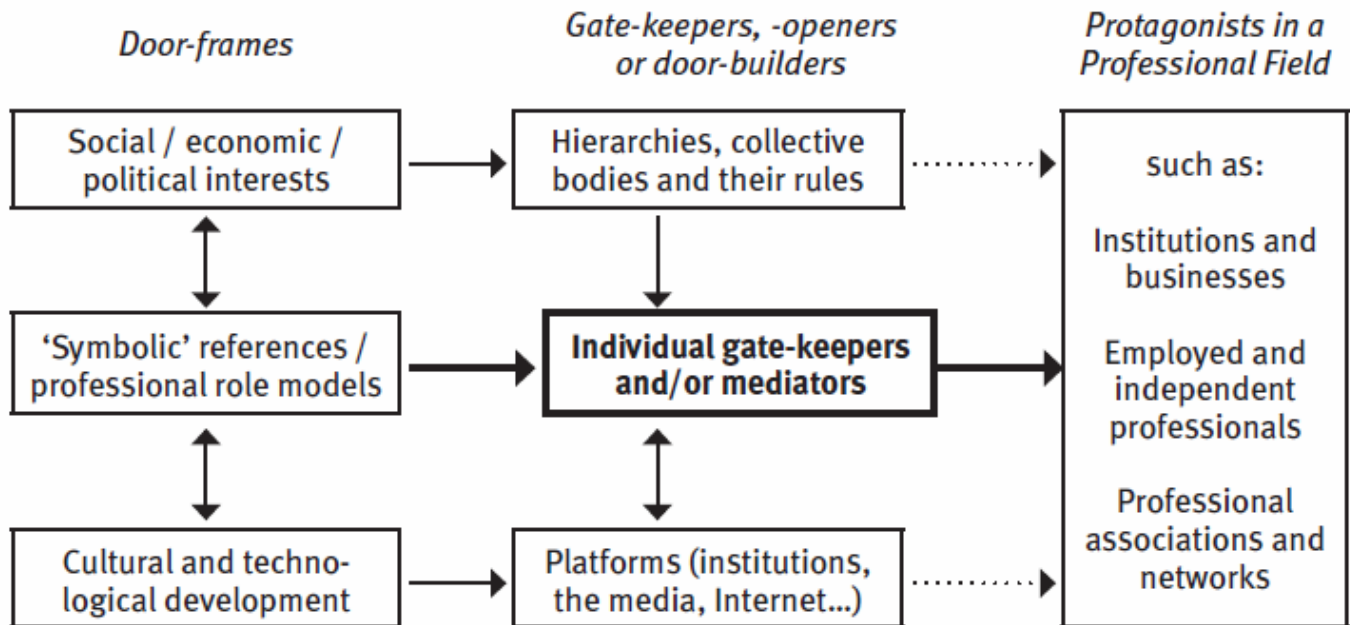 Door-frames
Gate-keepers, -openers
or door-builders
Protagonists in a
Professional Field
Social / economic /
political interests
Hierarchies, collective
bodies and their rules
such as:
Institutions and
businesses
Employed and
independent
professionals
Professional
associations and
networks
‘Symbolic’ references /
professional role models
Individual gate-keepers
and/or mediators
Cultural and techno-
logical development
Platforms (institutions,
the media, Internet...)